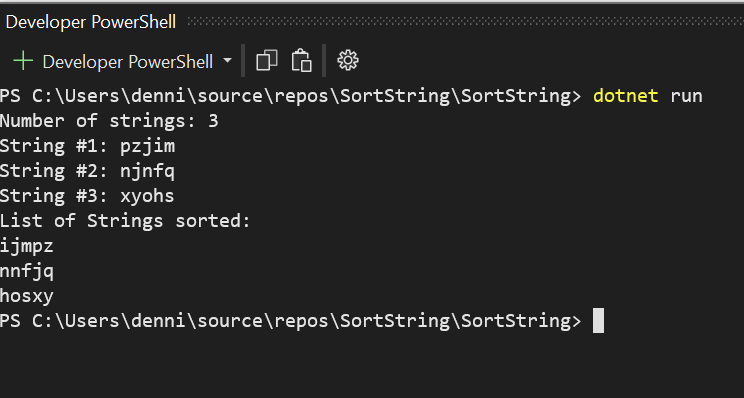 Developer PowerShell
Developer PowerShell
PS C:\Users\denni\source\repos\SortString\SortString> dotnet run
Number of strings: 3
String #1: pzjim
String #2: njnfq
String #3: xyohs
List of Strings sorted:
ijmpz
nnfjq
hosxy
PS C:\Users\denni\source\repos\SortString\SortString>